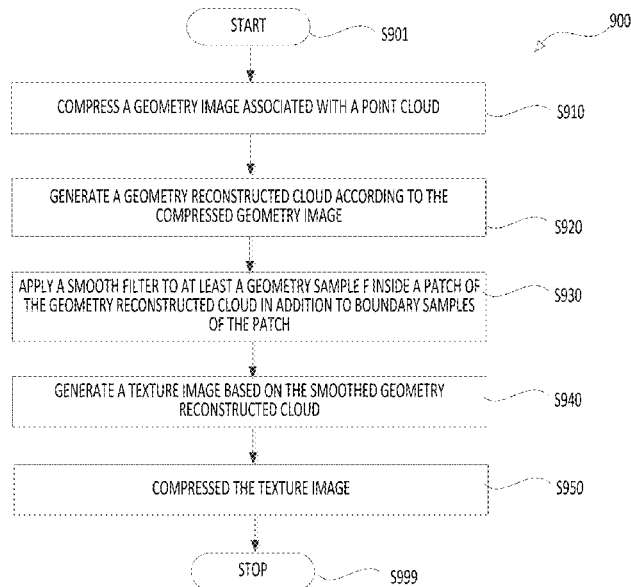 START
S901
900
COMPRESS A GEOMETRY IMAGE ASSOCIATED WITH A POINT CLOUD
S910
GENERATE A GEOMETRY RECONSTRUCTED CLOUD ACCORDING TO THE
COMPRESSED GEOMETRY IMAGE
S920
APPLY A SMOOTH FILTER TO AT LEAST A GEOMETRY SAMPLE F INSIDE A PATCH OF
THE GEOMETRY RECONSTRUCTED CLOUD IN ADDITION TO BOUNDARY SAMPLES
OF THE PATCH
S930
GENERATE A TEXTURE IMAGE BASED ON THE SMOOTHED GEOMETRY
RECONSTRUCTED CLOUD
S940
COMPRESSED THE TEXTURE IMAGE
S950
STOP
S999